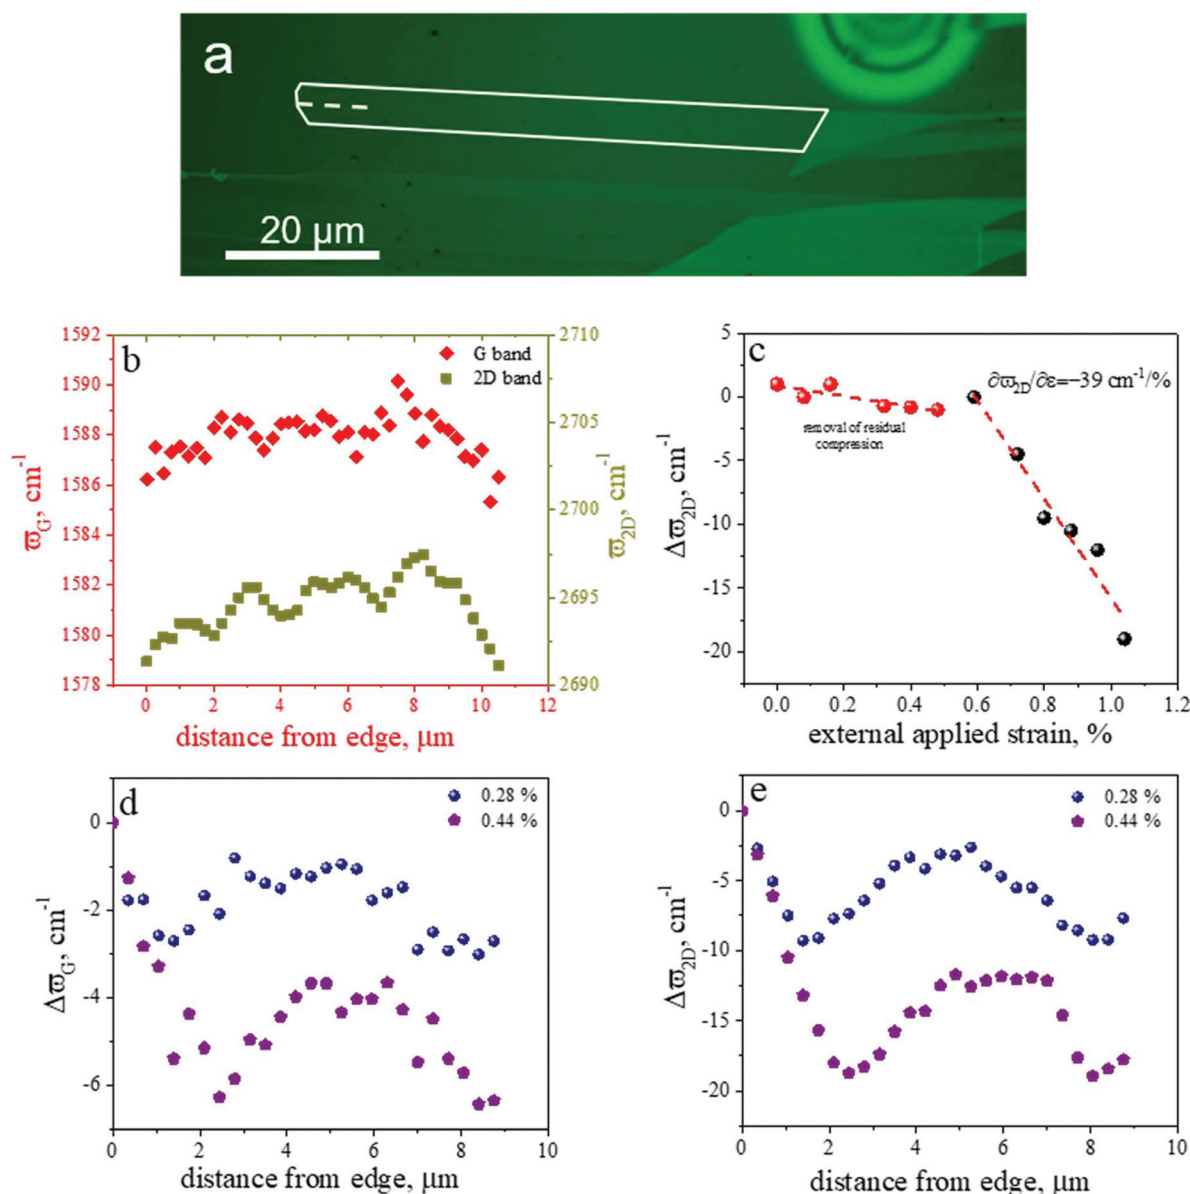 a
20 μm
b
G band
2D band
1592
1590
1588
1586
1584
1582
1580
1578
ϖG, cm-1
2710
2705
2700
2695
2690
ϖ2D, cm-1
0 2 4 6 8 10 12
distance from edge, μm
c
∂ϖ2D/∂ε=−39 cm-1/%
removal of residual
compression
5
0
-5
-10
-15
-20
Δϖ2D, cm-1
0.0 0.2 0.4 0.6 0.8 1.0 1.2
external applied strain, %
d
0.28 %
0.44 %
0
-2
-4
-6
ΔϖG, cm-1
0 2 4 6 8 10
distance from edge, μm
e
0.28 %
0.44 %
0
-5
-10
-15
-20
Δϖ2D, cm-1
0 2 4 6 8 10
distance from edge, μm